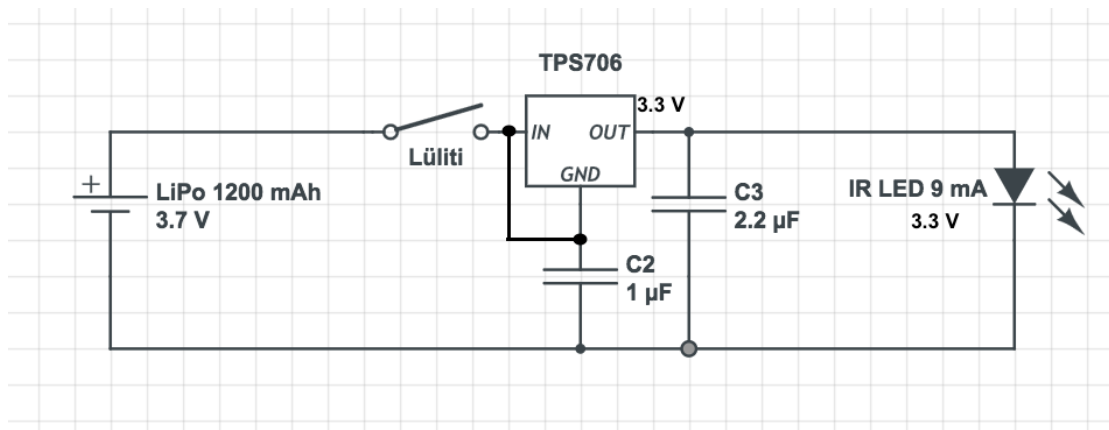 TPS706
3.3 V
IN
OUT
GND
Lüliti
+
LiPo 1200 mAh
3.7 V
C3
2.2 µF
IR LED 9 mA
3.3 V
C2
1 µF